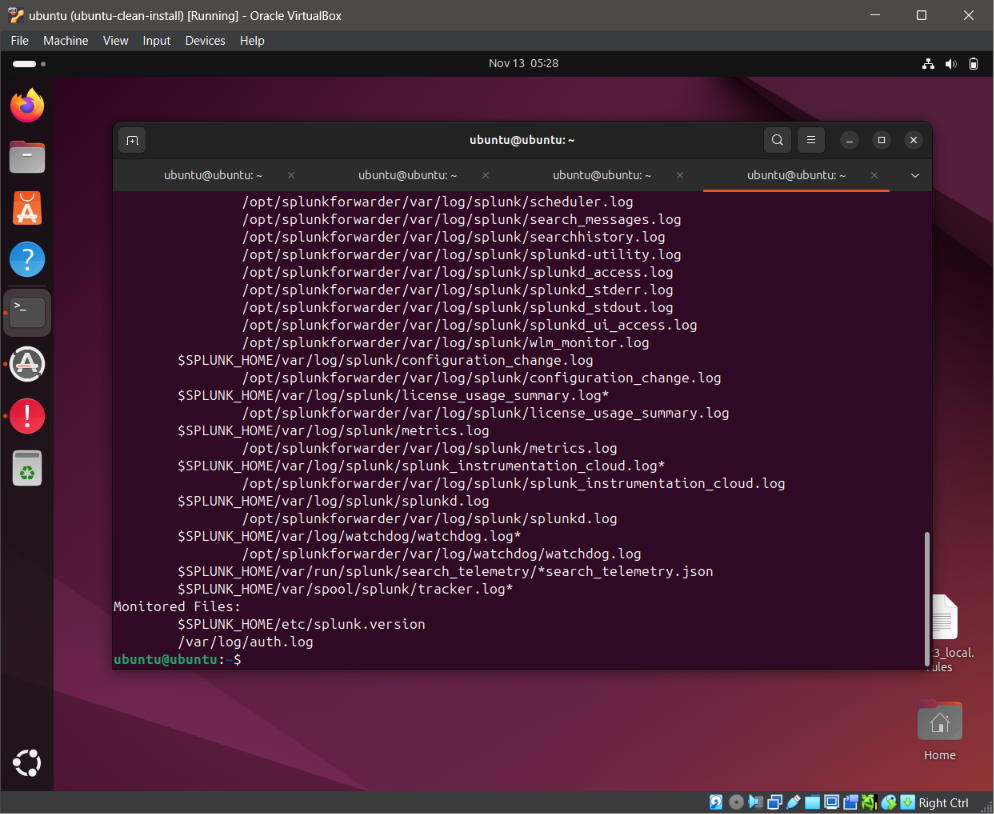 ubuntu (ubuntu-clean-install) [Running] - Oracle VirtualBox
File Machine View Input Devices Help
Nov 13 05:28
ubuntu@ubuntu: ~
ubuntu@ubuntu: ~ ubuntu@ubuntu: ~ ubuntu@ubuntu: ~ ubuntu@ubuntu: ~
/opt/splunkforwarder/var/log/splunk/scheduler.log
/opt/splunkforwarder/var/log/splunk/search_messages.log
/opt/splunkforwarder/var/log/splunk/searchhistory.log
/opt/splunkforwarder/var/log/splunk/splunkd-utility.log
/opt/splunkforwarder/var/log/splunk/splunkd_access.log
/opt/splunkforwarder/var/log/splunk/splunkd_stderr.log
/opt/splunkforwarder/var/log/splunk/splunkd_stdout.log
/opt/splunkforwarder/var/log/splunk/splunkd_ui_access.log
/opt/splunkforwarder/var/log/splunk/wlm_monitor.log
$SPLUNK_HOME/var/log/splunk/configuration_change.log
/opt/splunkforwarder/var/log/splunk/configuration_change.log
$SPLUNK_HOME/var/log/splunk/license_usage_summary.log*
/opt/splunkforwarder/var/log/splunk/license_usage_summary.log
$SPLUNK_HOME/var/log/splunk/metrics.log
/opt/splunkforwarder/var/log/splunk/metrics.log
$SPLUNK_HOME/var/log/splunk/splunk_instrumentation_cloud.log*
/opt/splunkforwarder/var/log/splunk/splunk_instrumentation_cloud.log
$SPLUNK_HOME/var/log/splunk/splunkd.log
/opt/splunkforwarder/var/log/splunk/splunkd.log
$SPLUNK_HOME/var/log/watchdog/watchdog.log*
/opt/splunkforwarder/var/log/watchdog/watchdog.log
$SPLUNK_HOME/var/run/splunk/search_telemetry/*search_telemetry.json
$SPLUNK_HOME/var/spool/splunk/tracker.log*
Monitored Files:
$SPLUNK_HOME/etc/splunk.version
/var/log/auth.log
ubuntu@ubuntu:~$
3_local.
ules
Home
Right Ctrl